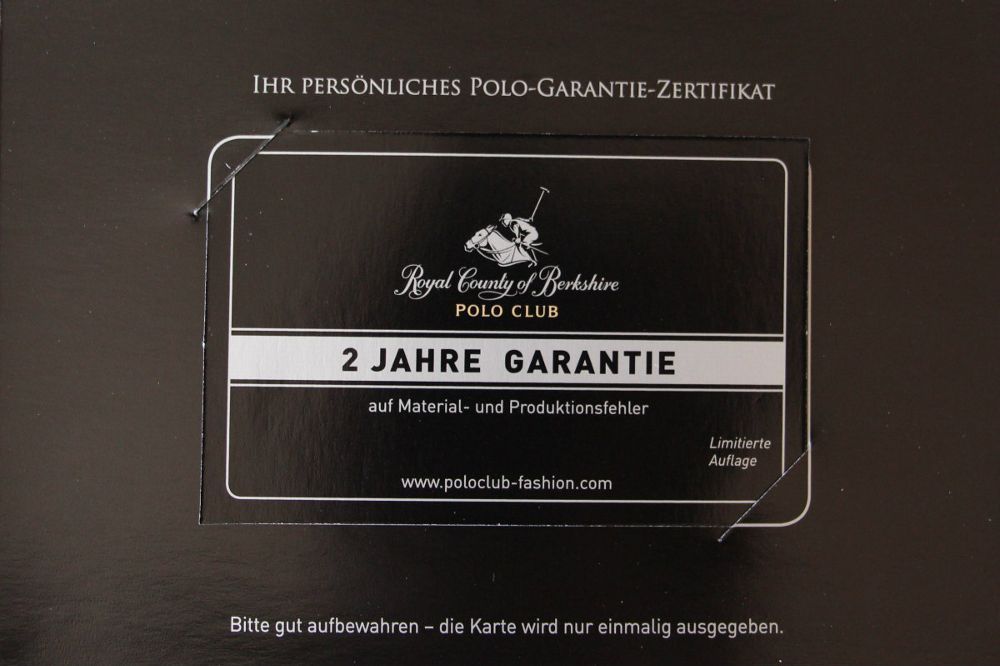 IHR PERSÖNLICHES POLO-GARANTIE-ZERTIFIKAT
Royal County of Berkshire
POLO CLUB
2 JAHRE GARANTIE
auf Material- und Produktionsfehler
Limitierte
Auflage
www.poloclub-fashion.com
Bitte gut aufbewahren – die Karte wird nur einmalig ausgegeben.